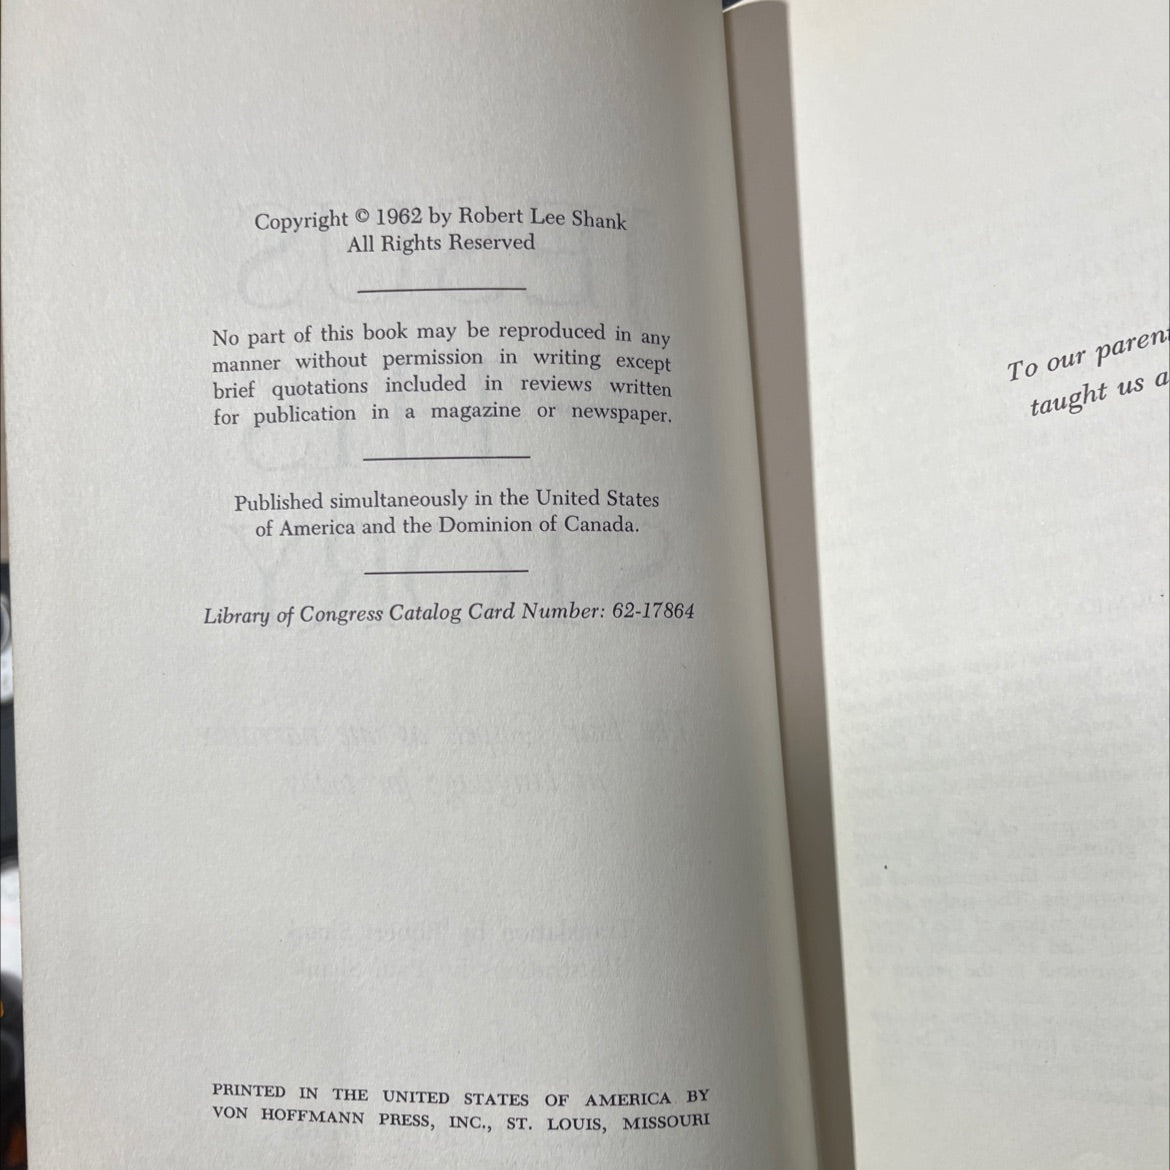 Copyright © 1962 by Robert Lee Shank
All Rights Reserved
No part of this book may be reproduced in any
manner without permission in writing except
brief quotations included in reviews written
for publication in a magazine or newspaper.
Published simultaneously in the United States
of America and the Dominion of Canada.
Library of Congress Catalog Card Number: 62-17864
PRINTED IN THE UNITED STATES OF AMERICA BY
VON HOFFMANN PRESS, INC., ST. LOUIS, MISSOURI
To our
taught us